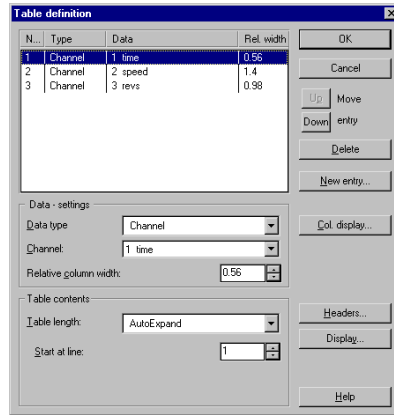 Table definition
N... Type Data Rel. width
1 Channel 1 time 0.56
2 Channel 2 speed 1.4
3 Channel 3 revs 0.98
OK
Cancel
Up Move
Down entry
Delete
New entry...
Data - settings
Data type Channel
Col. display...
Channel: 1 time
Relative column width: 0.56
Table contents
Table length: AutoExpand
Headers...
Start at line: 1
Display...
Help